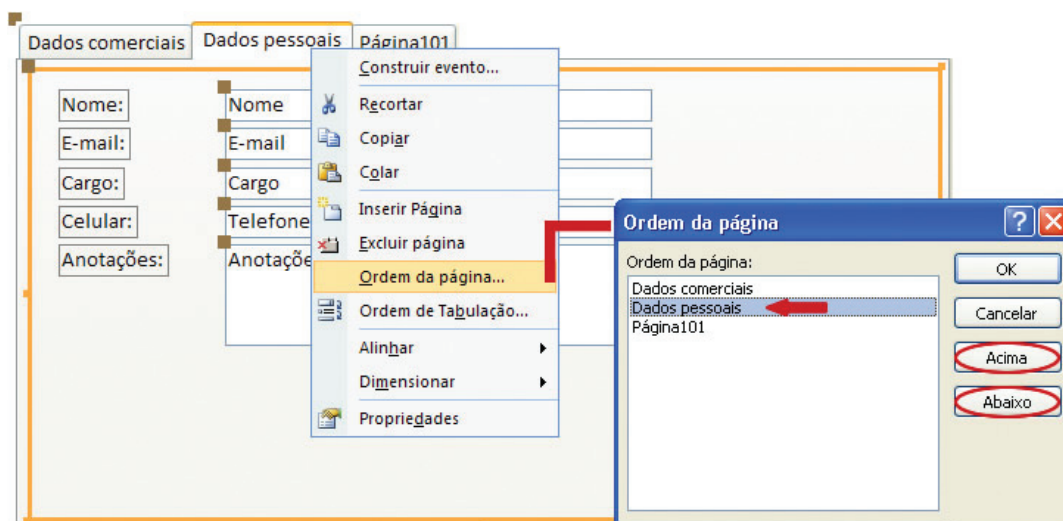 Dados comerciais Dados pessoais Página101
Nome: Nome
E-mail: E-mail
Cargo: Cargo
Celular: Telefone
Anotações:
Construir evento...
Recortar
Copiar
Colar
Inserir Página
Excluir página
Ordem da página...
Ordem de Tabulação...
Alinhar
Dimensionar
Propriedades
Ordem da página
Ordem da página:
Dados comerciais
Dados pessoais
Página101
OK
Cancelar
Acima
Abaixo